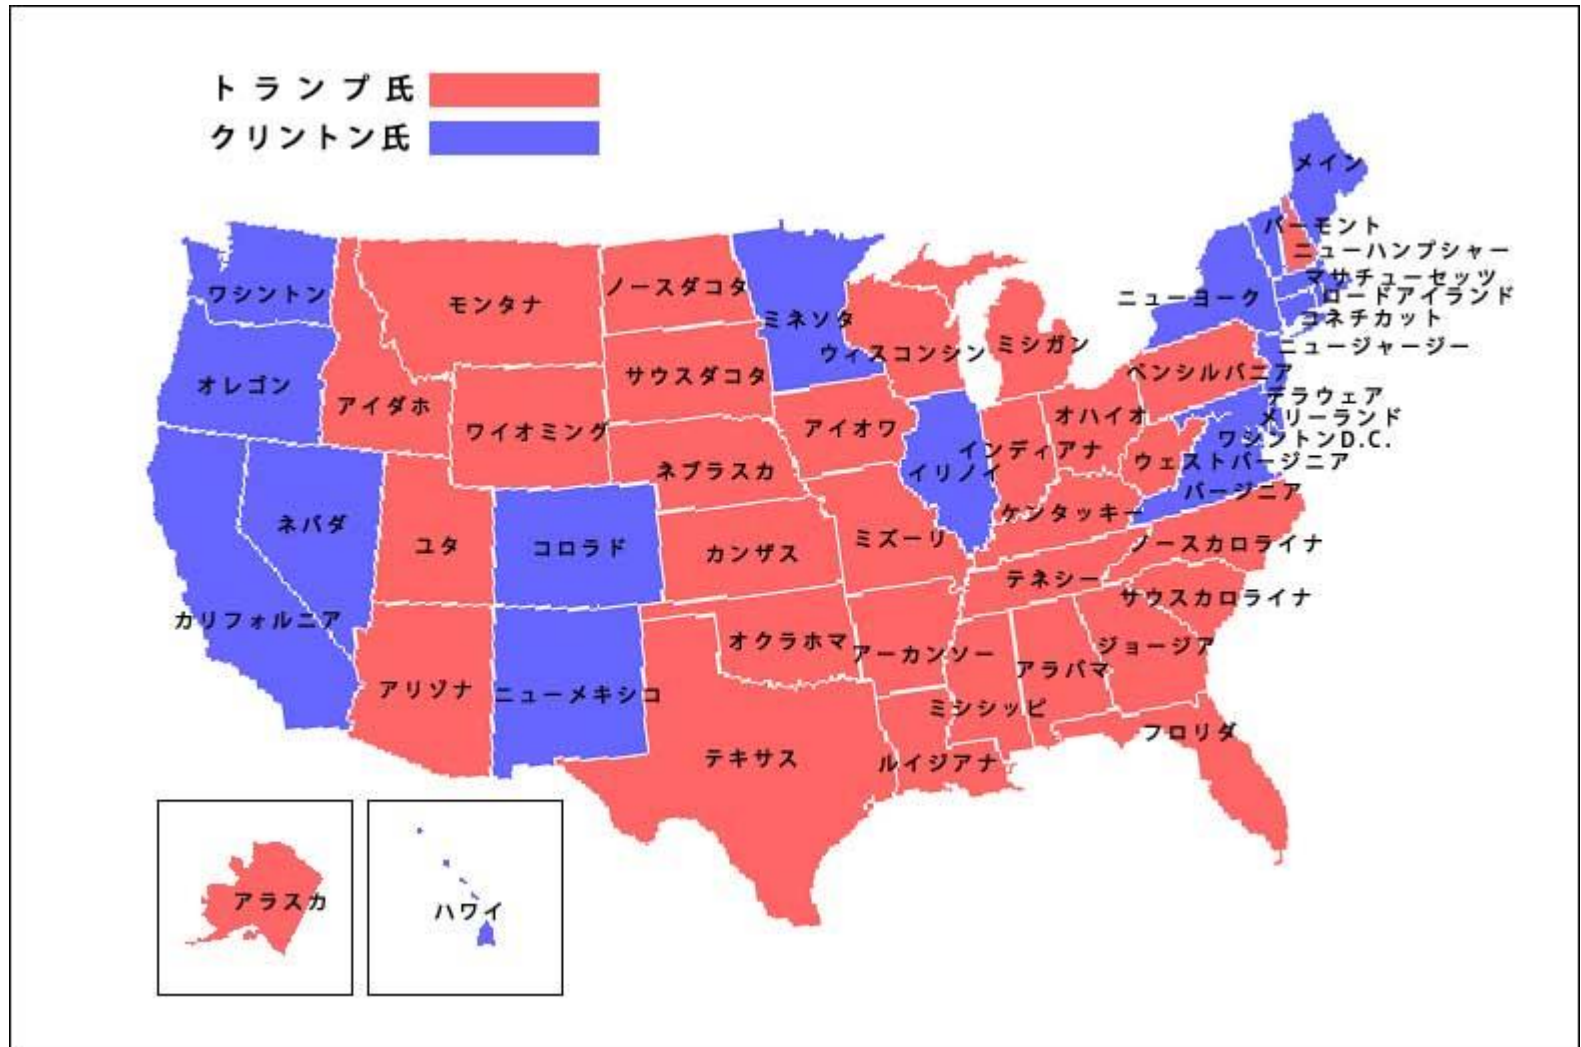 トランプ氏
クリントン氏
メイン
バーモント
ニューハンプシャー
マサチューセッツ
ロードアイランド
コネチカット
ニュージャージー
ニューヨーク
ワシントン
モンタナ
ノースダコタ
ミネソタ
ウィスコンシン
ミシガン
ペンシルバニア
オレゴン
アイダホ
サウスダコタ
デラウェア
メリーランド
ワシントンD.C.
ウェストバージニア
バージニア
ワイオミング
アイオワ
オハイオ
インディアナ
イリノイ
ネブラスカ
ケンタッキー
ネバダ
ユタ
コロラド
カンザス
ミズーリ
ノースカロライナ
テネシー
サウスカロライナ
カリフォルニア
オクラホマ
アーカンソー
ジョージア
アラバマ
アリゾナ
ニューメキシコ
ミシシッピ
フロリダ
テキサス
ルイジアナ
アラスカ
ハワイ